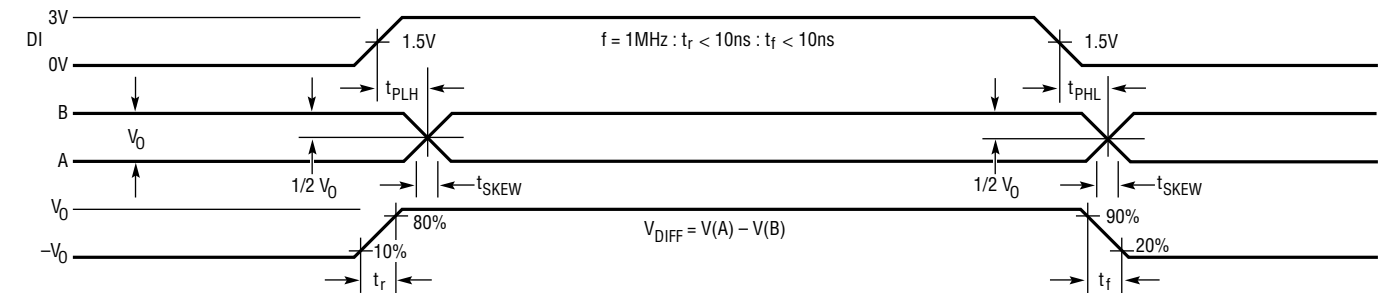 3V
DI
1.5V
f = 1MHz : tr < 10ns : tf < 10ns
1.5V
0V
tPLH
tPHL
B
VO
A
1/2 VO
tSKEW
1/2 VO
tSKEW
VO
80%
VDIFF = V(A) – V(B)
90%
–VO
10%
20%
tr
tf